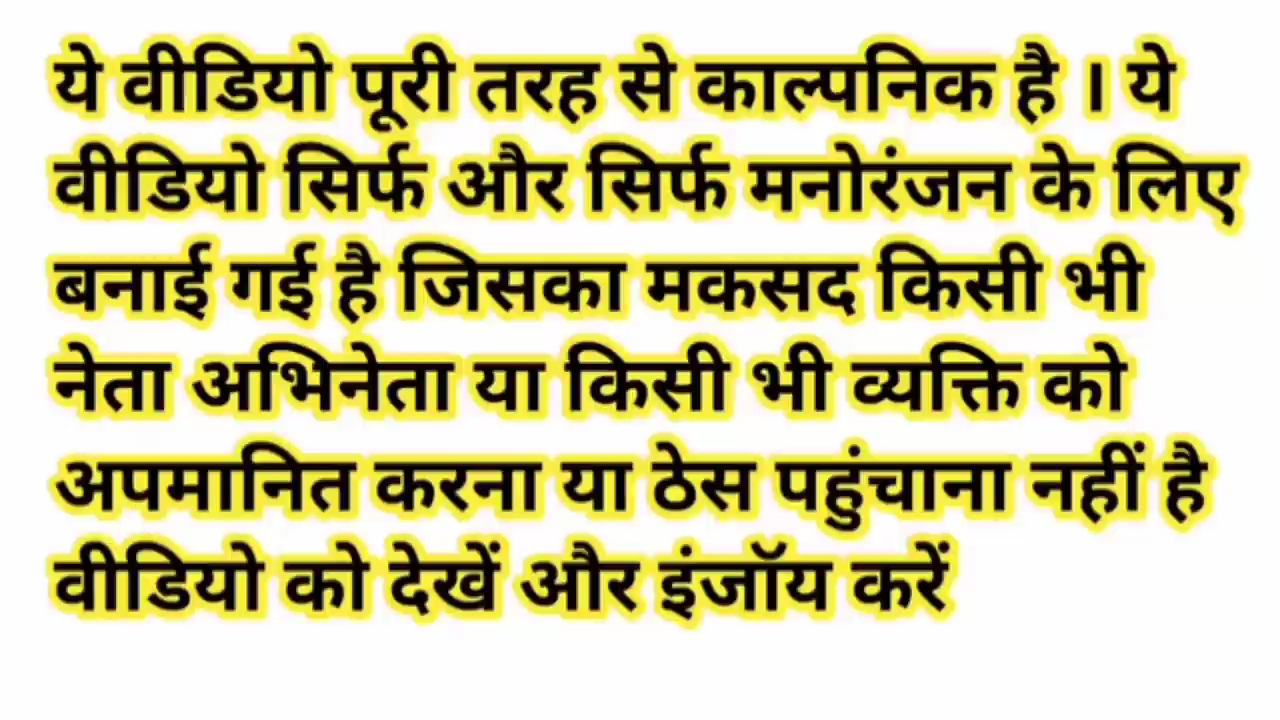 ये वीडियो पूरी तरह से काल्पनिक है । ये
वीडियो सिर्फ और सिर्फ मनोरंजन के लिए
बनाई गई है जिसका मकसद किसी भी
नेता अभिनेता या किसी भी व्यक्ति को
अपमानित करना या ठेस पहुंचाना नहीं है
वीडियो को देखें और इंजॉय करें